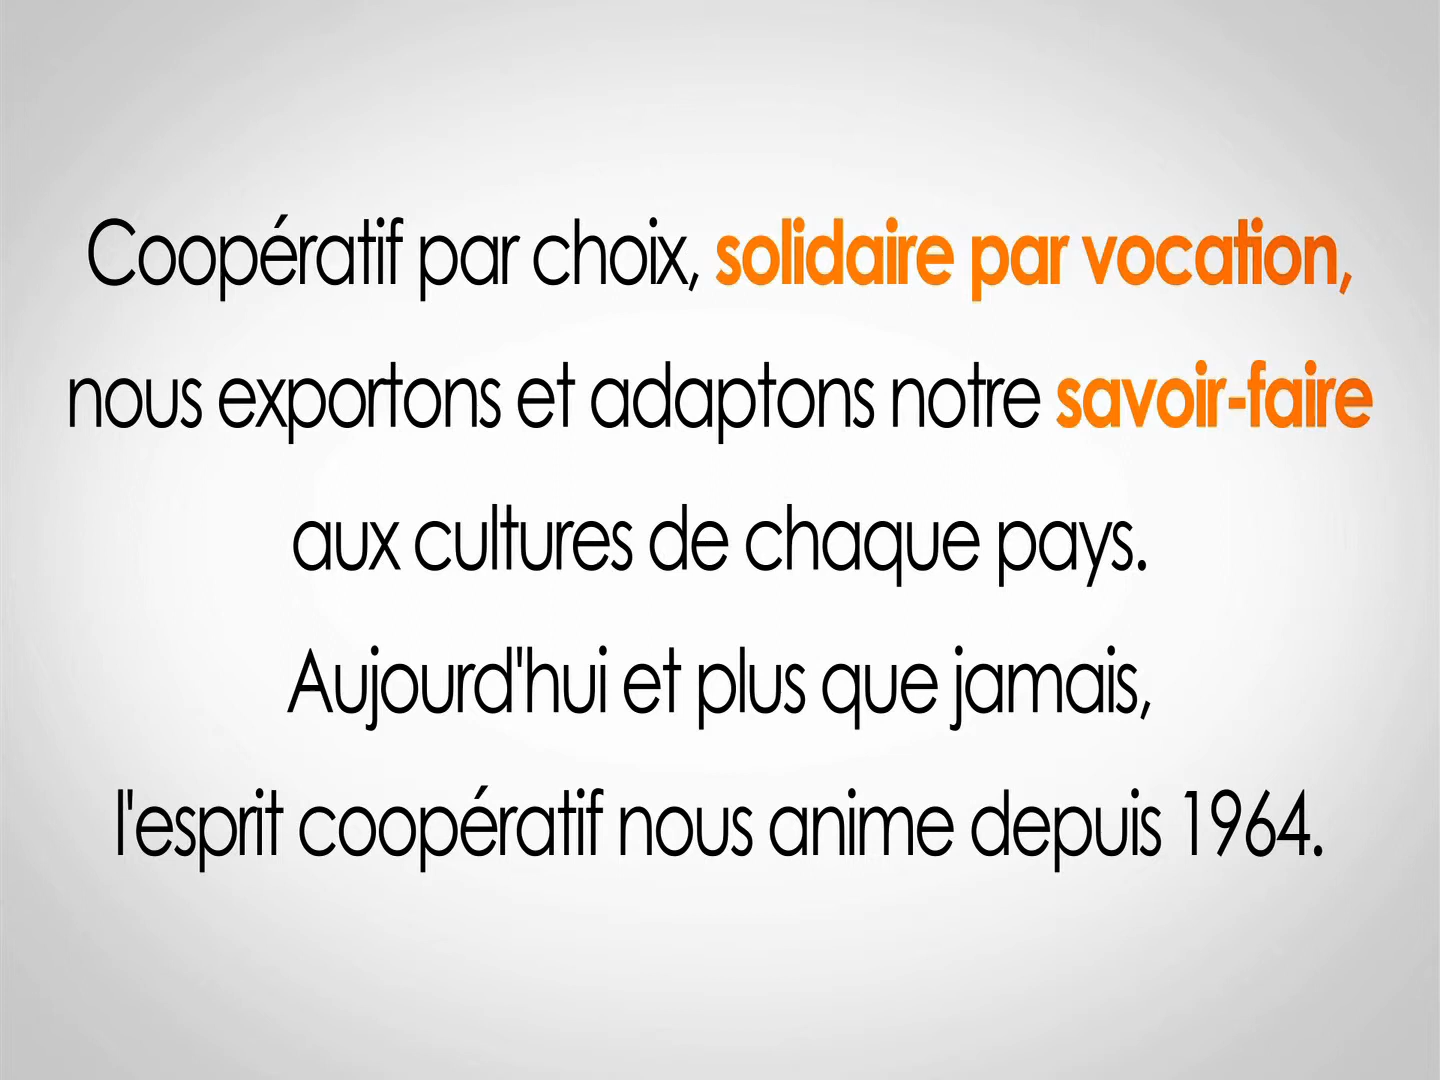 Coopératif par choix, solidaire par vocation,
nous exportons et adaptons notre savoir-faire
aux cultures de chaque pays.
Aujourd'hui et plus que jamais,
l'esprit coopératif nous anime depuis 1964.